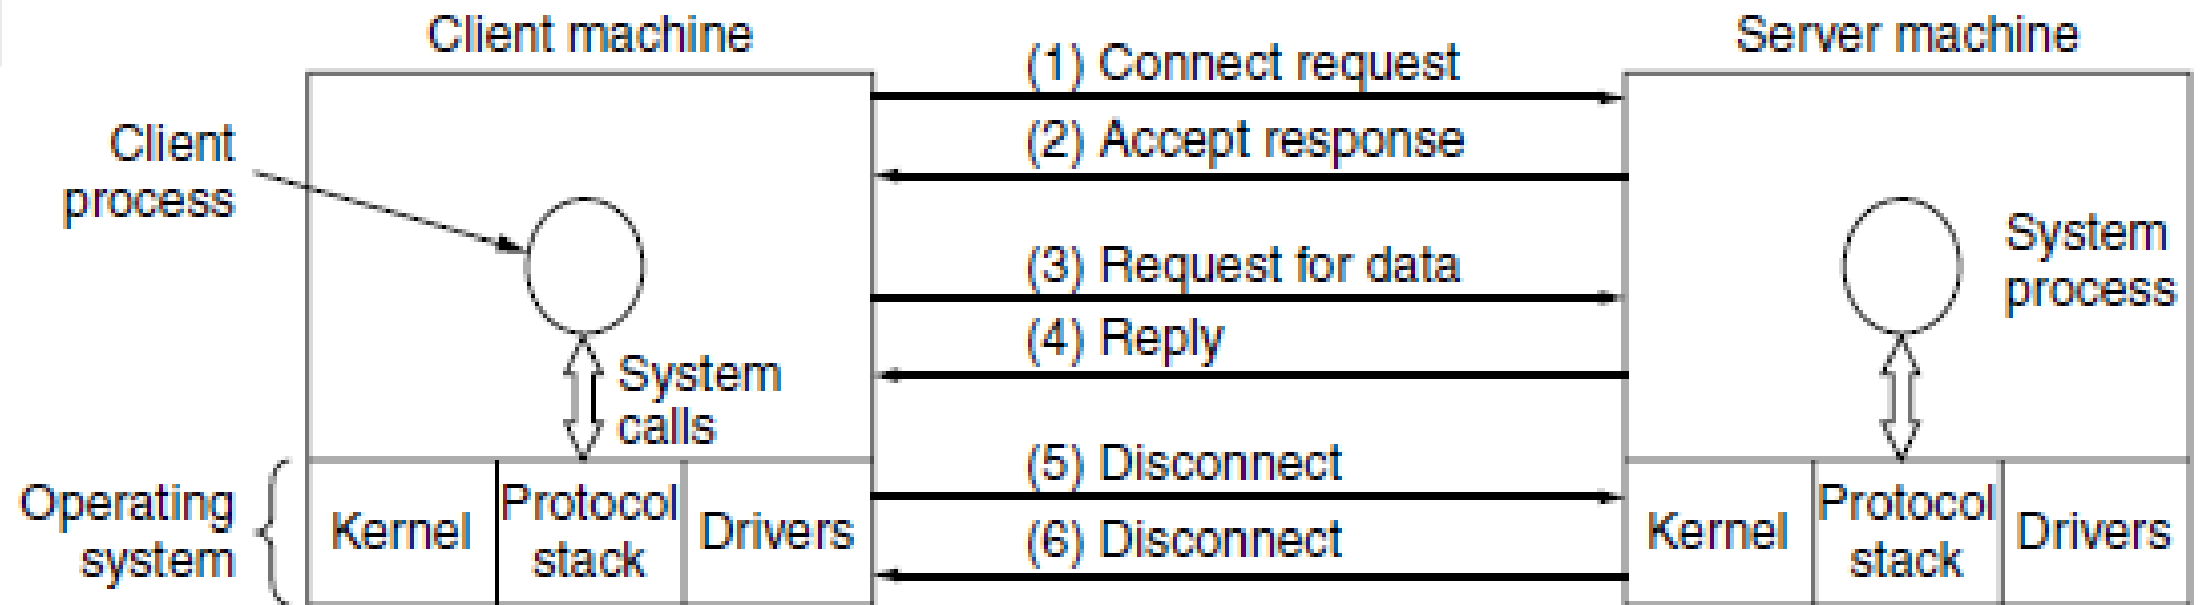 Client machine
Server machine
(1) Connect request
(2) Accept response
Client
process
(3) Request for data
System
process
(4) Reply
System
calls
(5) Disconnect
Operating
system
Kernel
Protocol
stack
Drivers
(6) Disconnect
Kernel
Protocol
stack
Drivers